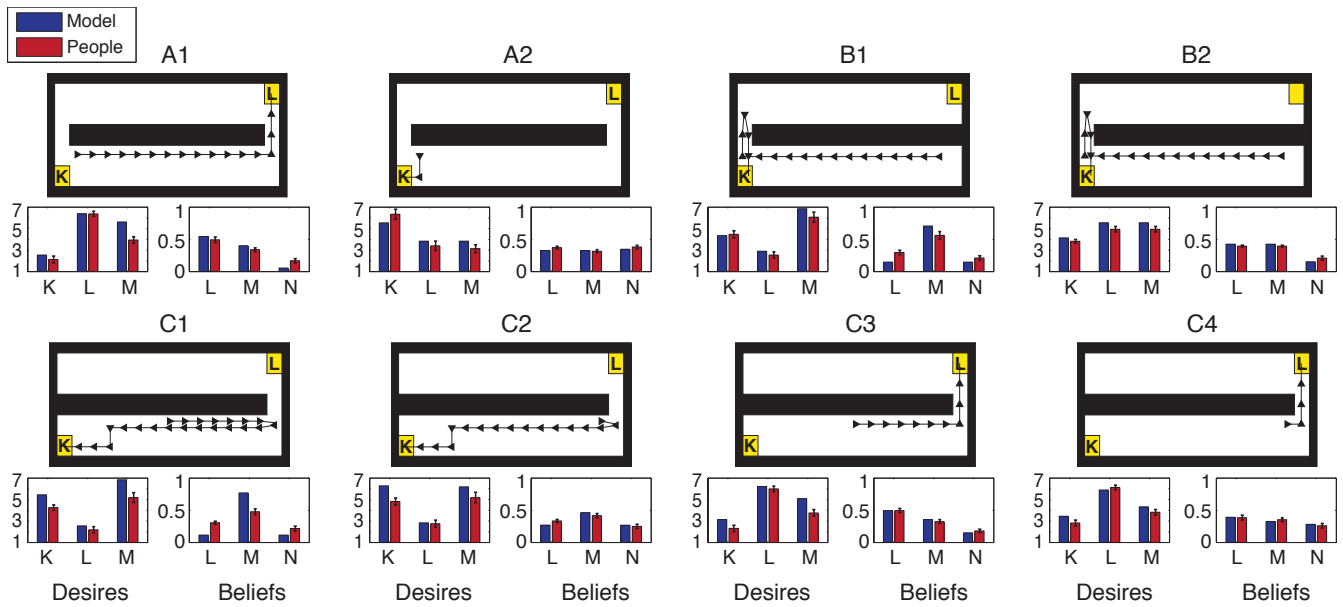 Model
People
A1 A2 B1 B2
L L L
K K K K
7 1 7 1 7 1 7 1
5 5 5 5
0.5 0.5 0.5 0.5
3 3 3 3
1 0 1 0 1 0 1 0
K L M L M N K L M L M N K L M L M N K L M L M N
C1 C2 C3 C4
L L L L
K K K K
7 1 7 1 7 1 7 1
5 5 5 5
0.5 0.5 0.5 0.5
3 3 3 3
1 0 1 0 1 0 1 0
K L M L M N K L M L M N K L M L M N K L M L M N
Desires Beliefs Desires Beliefs Desires Beliefs Desires Beliefs